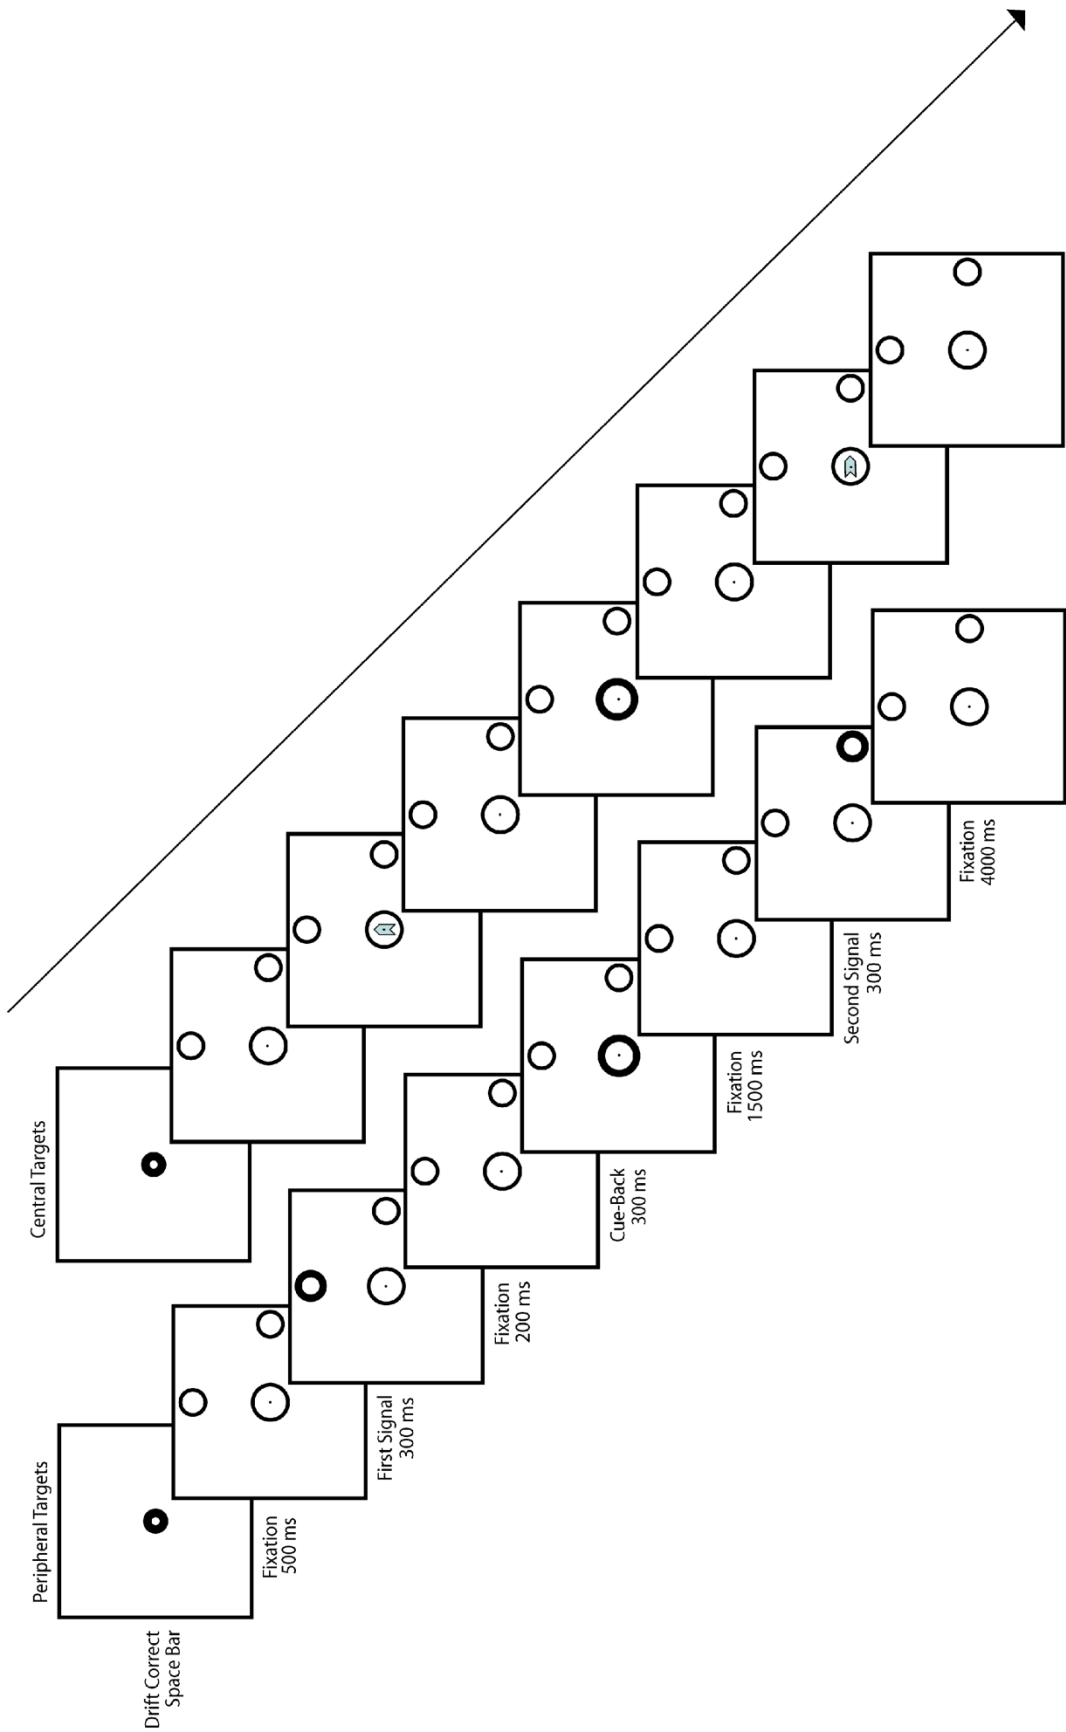 Peripheral Targets
Central Targets
Drift Correct
Space Bar
Fixation
500 ms
First Signal
300 ms
Fixation
200 ms
Cue-Back
300 ms
Fixation
1500 ms
Second Signal
300 ms
Fixation
4000 ms